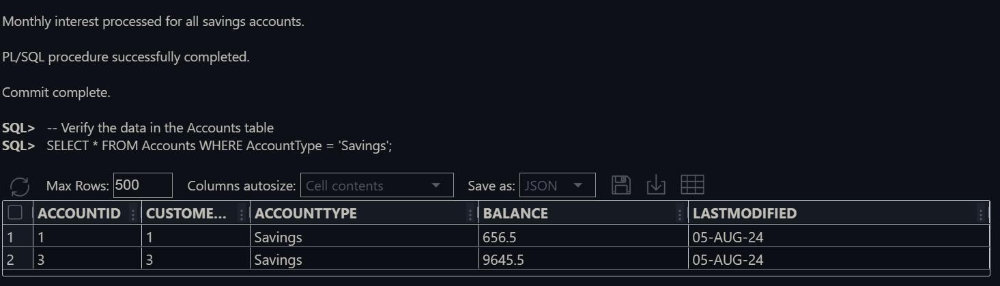 Monthly interest processed for all savings accounts.
PL/SQL procedure successfully completed.
Commit complete.
SQL> -- Verify the data in the Accounts table
SQL> SELECT * FROM Accounts WHERE AccountType = 'Savings';
Max Rows: 500 Columns autosize: Cell contents Save as: JSON
ACCOUNTID CUSTOME... ACCOUNTTYPE BALANCE LASTMODIFIED
1 1 1 Savings 656.5 05-AUG-24
2 3 3 Savings 9645.5 05-AUG-24